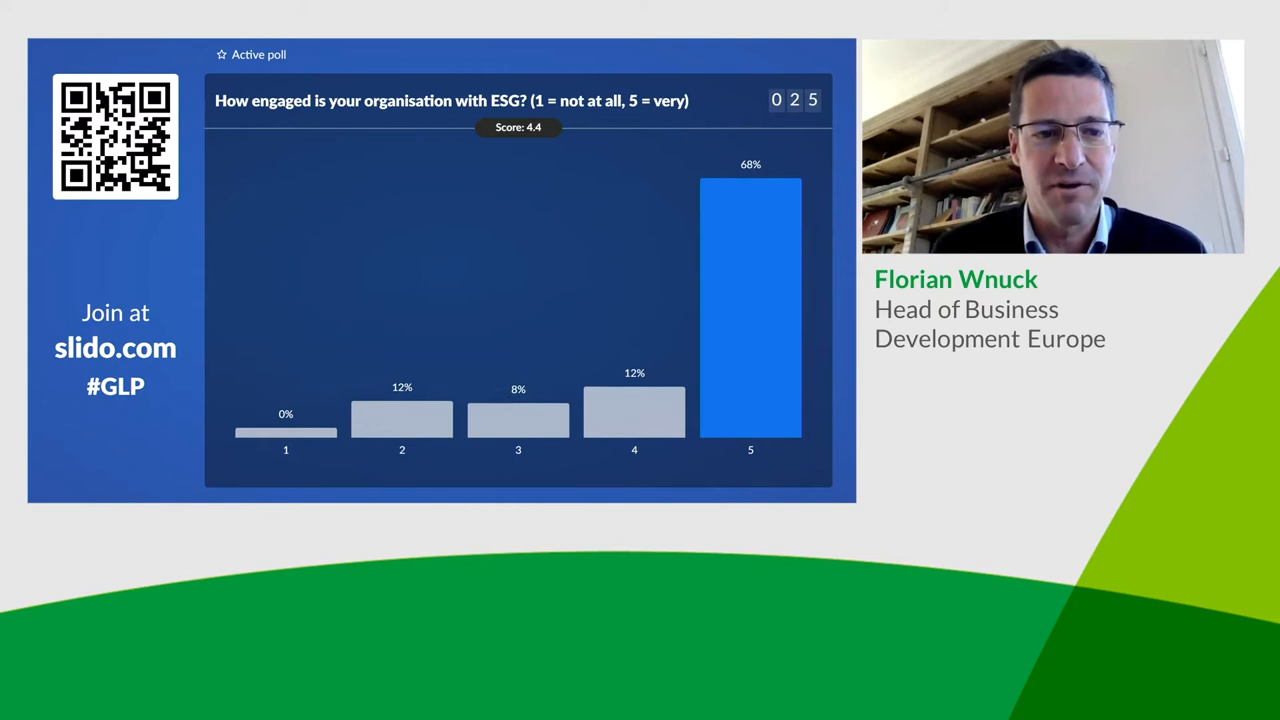 Active poll
How engaged is your organisation with ESG? (1 = not at all, 5 = very)
0 2 5
Score: 4.4
68%
12%
8%
12%
0%
1
2
3
4
5
Join at
slido.com
#GLP
Florian Wnuck
Head of Business
Development Europe